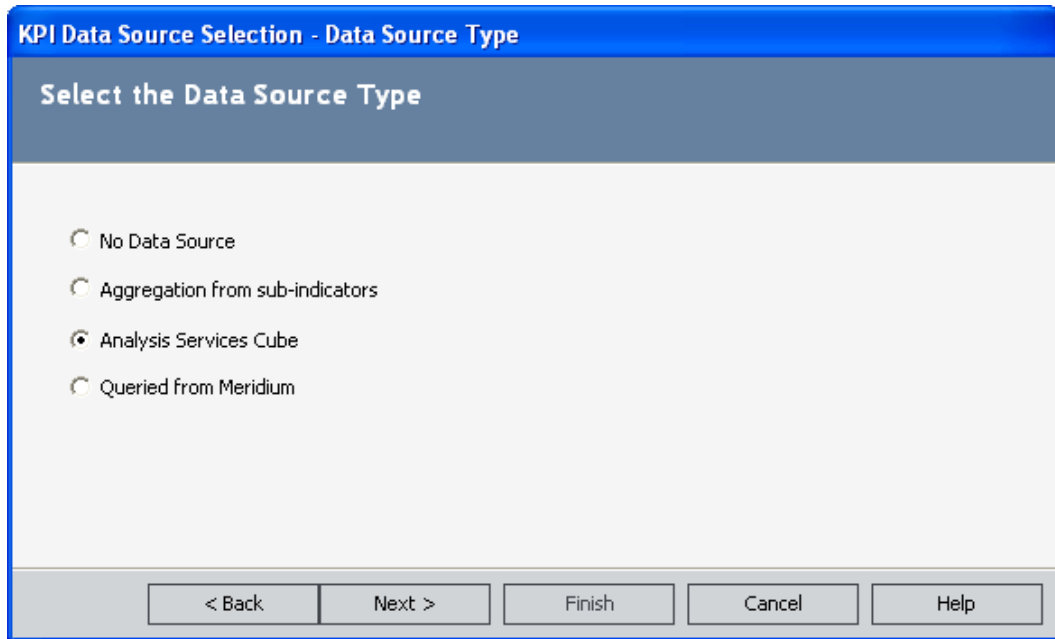 KPI Data Source Selection - Data Source Type
Select the Data Source Type
No Data Source
Aggregation from sub-indicators
Analysis Services Cube
Queried from Meridium
< Back Next > Finish Cancel Help